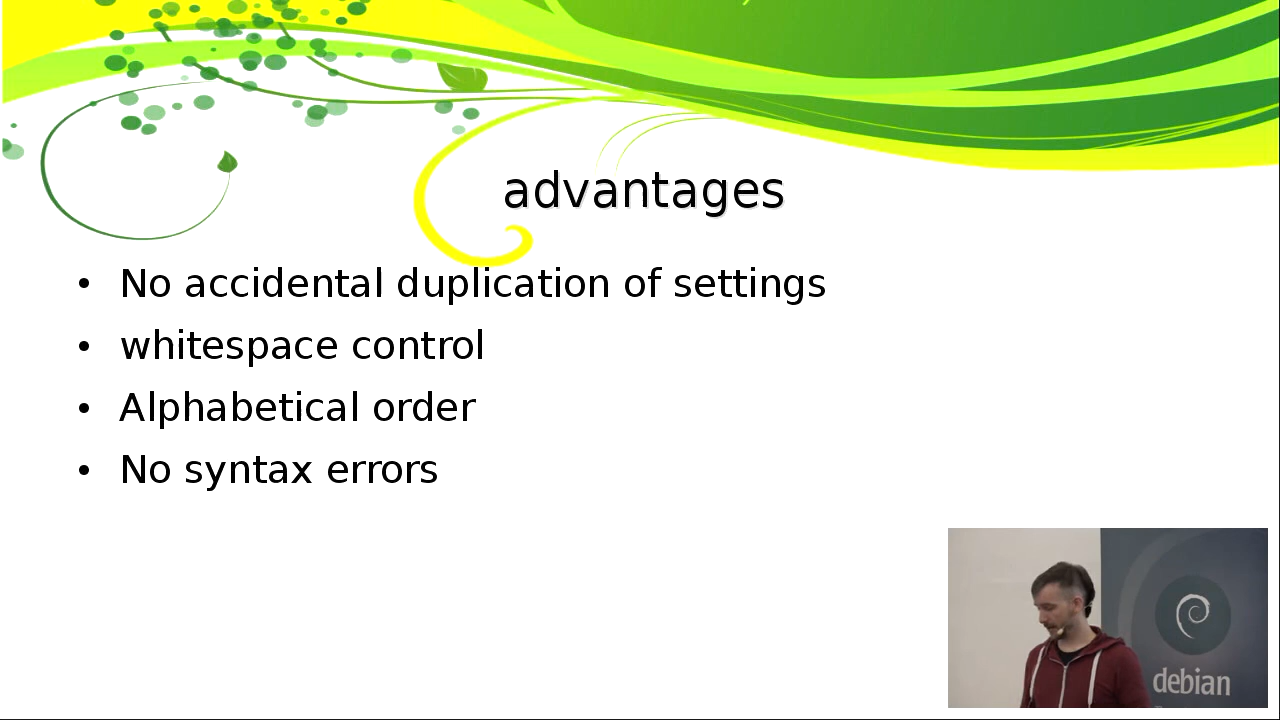 advantages
• No accidental duplication of settings
• whitespace control
• Alphabetical order
• No syntax errors
debian